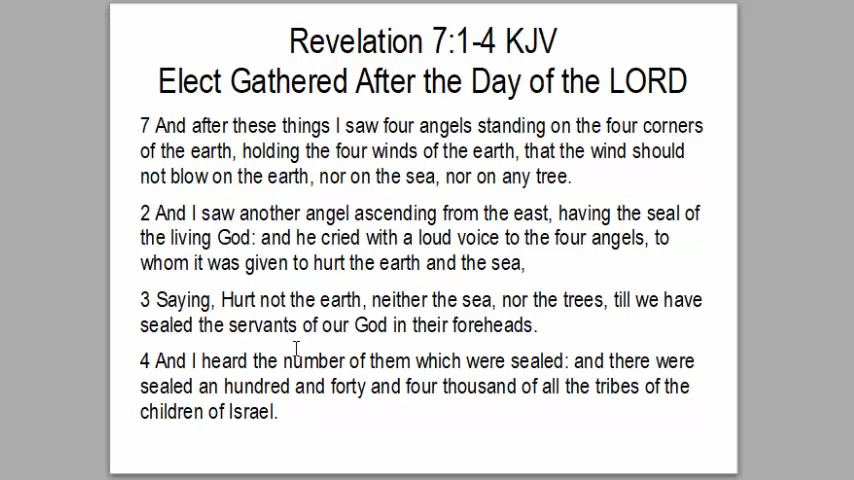 Revelation 7:1-4 KJV
Elect Gathered After the Day of the LORD
7 And after these things I saw four angels standing on the four corners
of the earth, holding the four winds of the earth, that the wind should
not blow on the earth, nor on the sea, nor on any tree.
2 And I saw another angel ascending from the east, having the seal of
the living God: and he cried with a loud voice to the four angels, to
whom it was given to hurt the earth and the sea,
3 Saying, Hurt not the earth, neither the sea, nor the trees, till we have
sealed the servants of our God in their foreheads.
4 And I heard the number of them which were sealed: and there were
sealed an hundred and forty and four thousand of all the tribes of the
children of Israel.